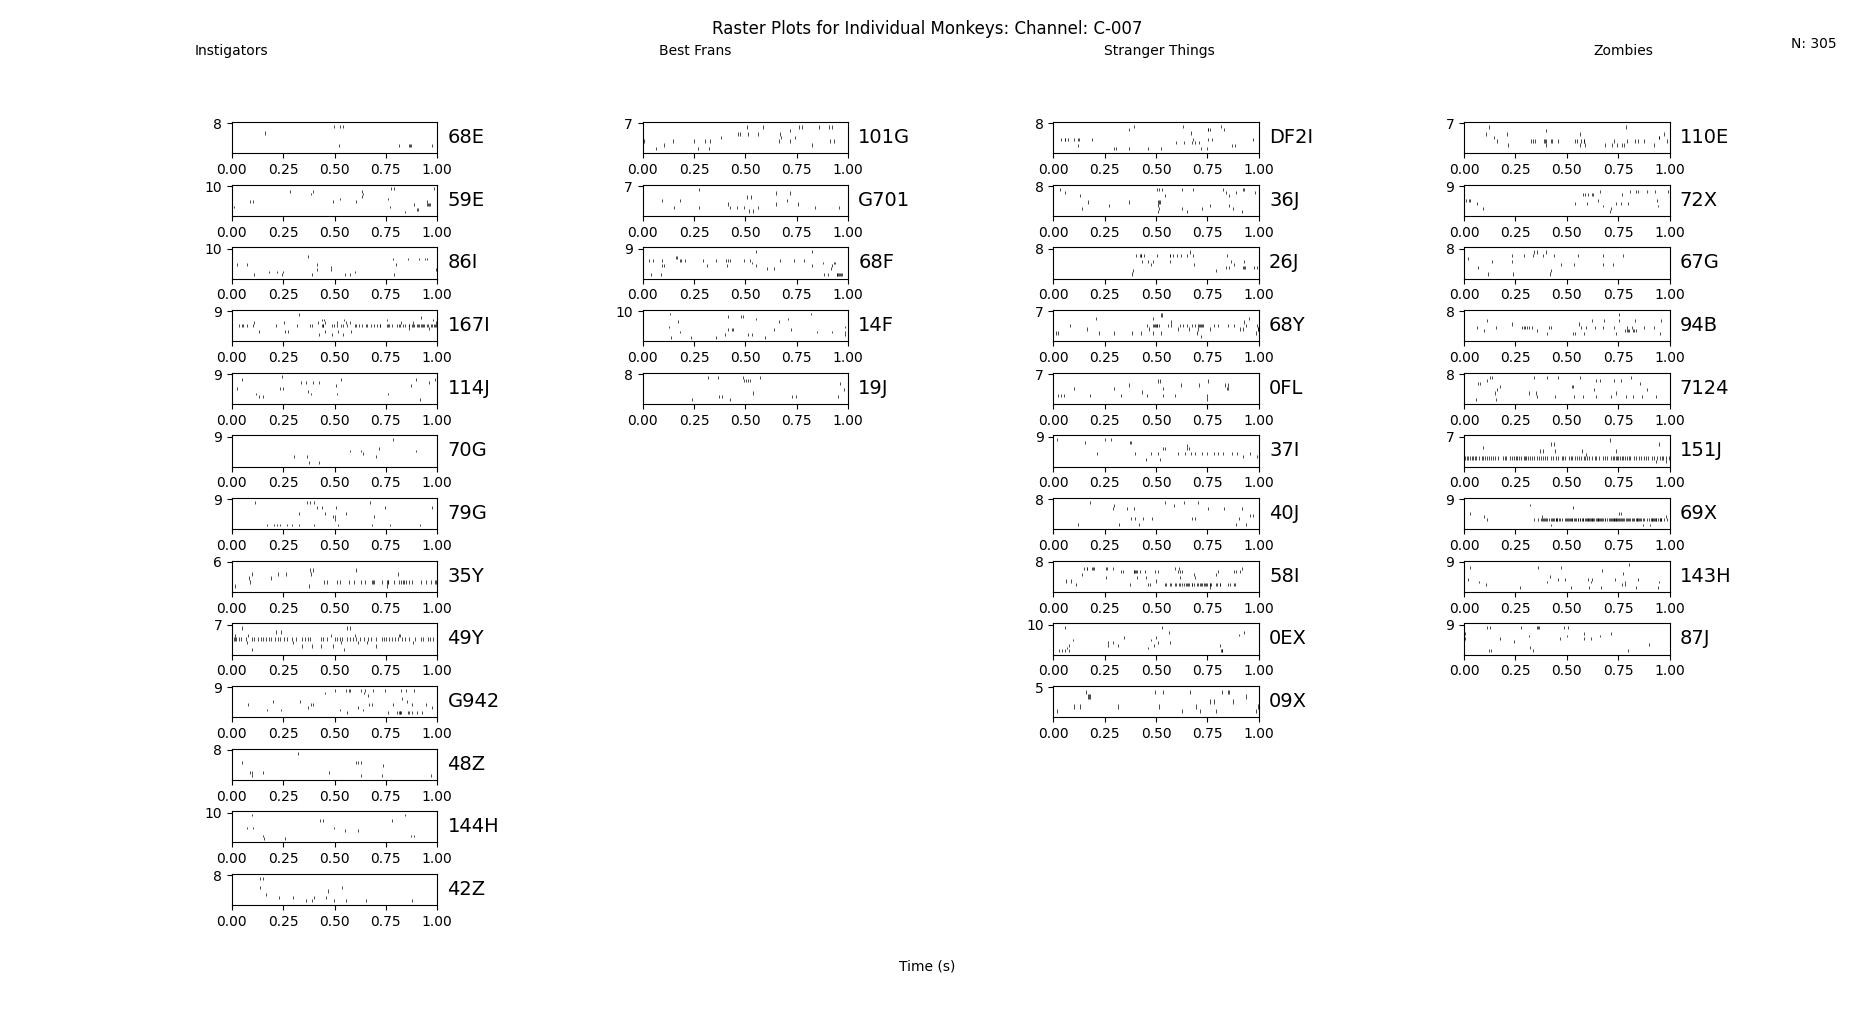 Raster Plots for Individual Monkeys: Channel: C-007
N: 305
Instigators Best Frans Stranger Things Zombies
8 68E 7 101G 8 DF2I 7 110E
0.00 0.25 0.50 0.75 1.00 0.00 0.25 0.50 0.75 1.00 0.00 0.25 0.50 0.75 1.00 0.00 0.25 0.50 0.75 1.00
10 59E 7 G701 8 36J 9 72X
0.00 0.25 0.50 0.75 1.00 0.00 0.25 0.50 0.75 1.00 0.00 0.25 0.50 0.75 1.00 0.00 0.25 0.50 0.75 1.00
10 86I 9 68F 8 26J 8 67G
0.00 0.25 0.50 0.75 1.00 0.00 0.25 0.50 0.75 1.00 0.00 0.25 0.50 0.75 1.00 0.00 0.25 0.50 0.75 1.00
9 167I 10 14F 7 68Y 8 94B
0.00 0.25 0.50 0.75 1.00 0.00 0.25 0.50 0.75 1.00 0.00 0.25 0.50 0.75 1.00 0.00 0.25 0.50 0.75 1.00
9 114J 8 19J 7 0FL 8 7124
0.00 0.25 0.50 0.75 1.00 0.00 0.25 0.50 0.75 1.00 0.00 0.25 0.50 0.75 1.00 0.00 0.25 0.50 0.75 1.00
9 70G 9 37I 7 151J
0.00 0.25 0.50 0.75 1.00 0.00 0.25 0.50 0.75 1.00 0.00 0.25 0.50 0.75 1.00
9 79G 8 40J 9 69X
0.00 0.25 0.50 0.75 1.00 0.00 0.25 0.50 0.75 1.00 0.00 0.25 0.50 0.75 1.00
6 35Y 8 58I 9 143H
0.00 0.25 0.50 0.75 1.00 0.00 0.25 0.50 0.75 1.00 0.00 0.25 0.50 0.75 1.00
7 49Y 10 0EX 9 87J
0.00 0.25 0.50 0.75 1.00 0.00 0.25 0.50 0.75 1.00 0.00 0.25 0.50 0.75 1.00
9 G942 5 09X
0.00 0.25 0.50 0.75 1.00 0.00 0.25 0.50 0.75 1.00
8 48Z
0.00 0.25 0.50 0.75 1.00
10 144H
0.00 0.25 0.50 0.75 1.00
8 42Z
0.00 0.25 0.50 0.75 1.00
Time (s)